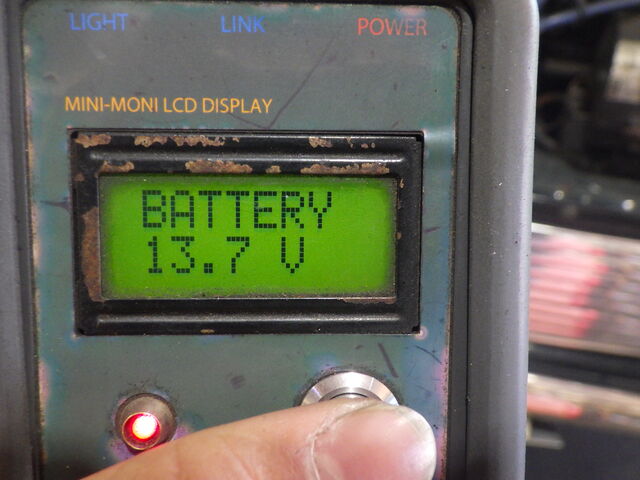 LIGHT LINK POWER
MINI-MONI LCD DISPLAY
BATTERY
13.7 V